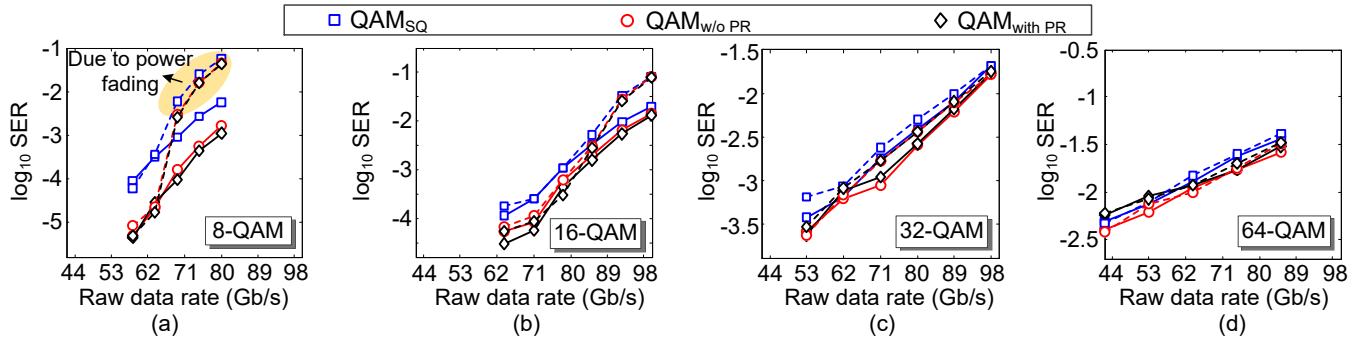 QAM_SQ QAM_w/o PR QAM_with PR
-1
-2
-3
-4
-5
log10 SER
Due to power
fading
8-QAM
44 53 62 71 80 89 98
Raw data rate (Gb/s)
(a)
-1
-2
-3
-4
log10 SER
16-QAM
44 53 62 71 80 89 98
Raw data rate (Gb/s)
(b)
-1.5
-2
-2.5
-3
-3.5
log10 SER
32-QAM
44 53 62 71 80 89 98
Raw data rate (Gb/s)
(c)
-0.5
-1
-1.5
-2
-2.5
log10 SER
64-QAM
44 53 62 71 80 89 98
Raw data rate (Gb/s)
(d)